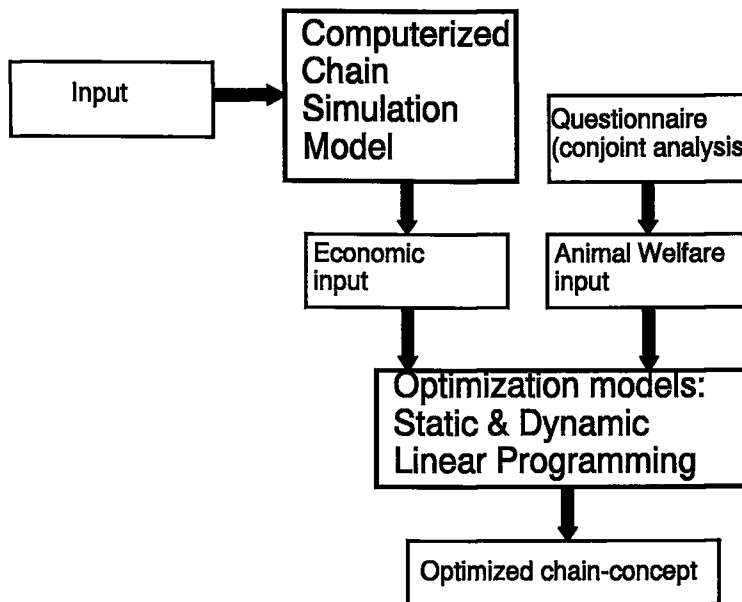 Computerized
Chain
Simulation
Model
Input
Questionnaire
(conjoint analysis
Economic
input
Animal Welfare
input
Optimization models:
Static & Dynamic
Linear Programming
Optimized chain-concept